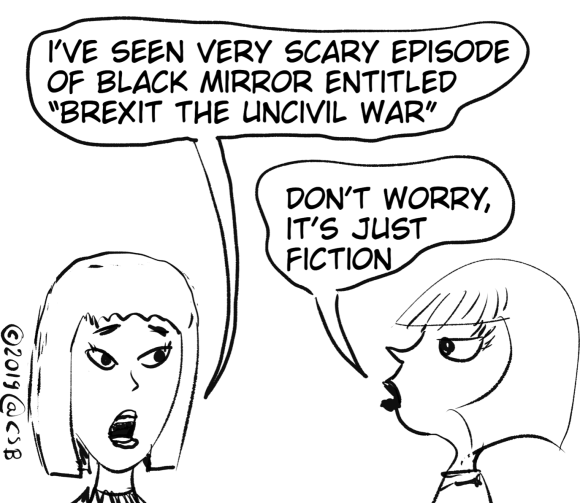 I'VE SEEN VERY SCARY EPISODE
OF BLACK MIRROR ENTITLED
"BREXIT THE UNCIVIL WAR"
DON'T WORRY,
IT'S JUST
FICTION
©2019@CSB